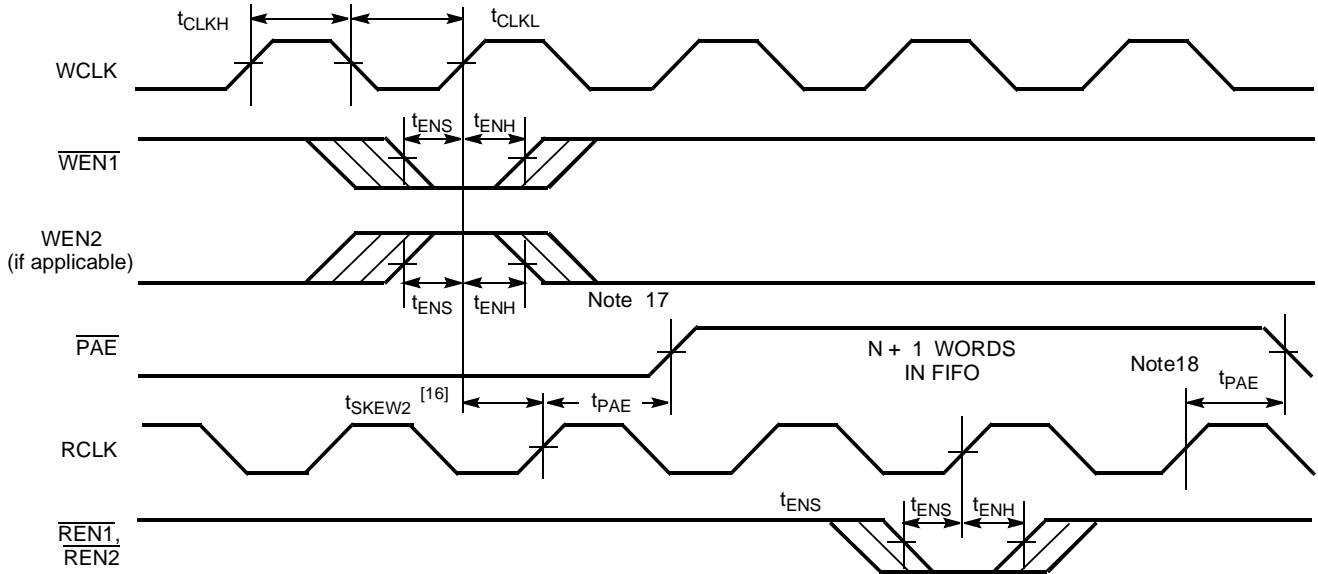 tCLKH
tCLKL
WCLK
tENS
tENH
WEN1
WEN2
(if applicable)
tENS
tENH
Note 17
PAE
N + 1 WORDS
IN FIFO
Note18
tPAE
tSKEW2 [16]
tPAE
RCLK
tENS
tENS
tENH
REN1,
REN2